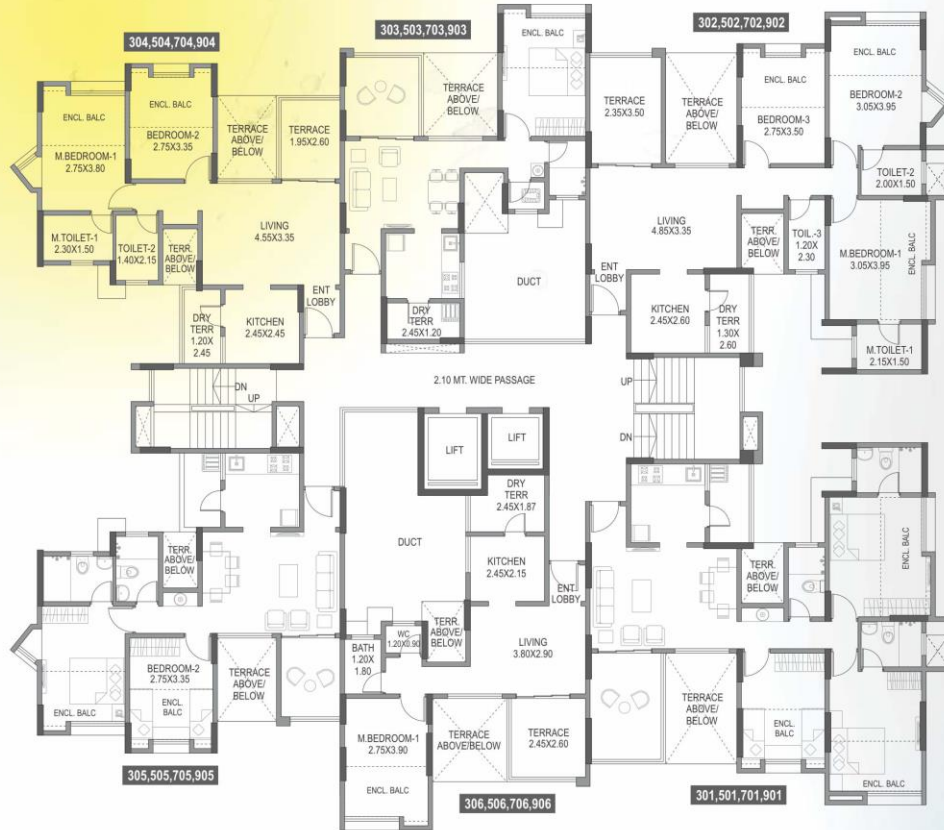 304,504,704,904
303,503,703,903
302,502,702,902
ENCL. BALC
M.BEDROOM-1
2.75X3.80
ENCL. BALC
BEDROOM-2
2.75X3.35
TERRACE
ABOVE/
BELOW
TERRACE
1.95X2.60
M.TOILET-1
2.30X1.50
TOILET-2
1.40X2.15
TERR.
ABOVE/
BELOW
LIVING
4.55X3.35
ENT
LOBBY
DRY
TERR
1.20X
2.45
KITCHEN
2.45X2.45
TERRACE
ABOVE/
BELOW
ENCL. BALC
DRY
TERR
2.45X1.20
DUCT
TERRACE
2.35X3.50
TERRACE
ABOVE/
BELOW
ENCL. BALC
BEDROOM-3
2.75X3.50
ENCL. BALC
BEDROOM-2
3.05X3.95
TOILET-2
2.00X1.50
LIVING
4.85X3.35
TERR.
ABOVE/
BELOW
TOIL.-3
1.20X
2.30
M.BEDROOM-1
3.05X3.95
ENCL. BALC
ENT
LOBBY
KITCHEN
2.45X2.60
DRY
TERR
1.30X
2.60
M.TOILET-1
2.15X1.50
2.10 MT. WIDE PASSAGE
DN
UP
UP
DN
LIFT
LIFT
DRY
TERR
2.45X1.87
DUCT
KITCHEN
2.45X2.15
ENT.
LOBBY
TERR.
ABOVE/
BELOW
WC
1.20X0.90
BATH
1.20X
1.80
LIVING
3.80X2.90
M.BEDROOM-1
2.75X3.90
ENCL. BALC
TERRACE
ABOVE/BELOW
TERRACE
2.45X2.60
TERR.
ABOVE/
BELOW
BEDROOM-2
2.75X3.35
ENCL.
BALC
ENCL. BALC
TERRACE
ABOVE/
BELOW
TERR.
ABOVE/
BELOW
ENCL. BALC
TERRACE
ABOVE/
BELOW
ENCL.
BALC
ENCL. BALC
305,505,705,905
306,506,706,906
301,501,701,901